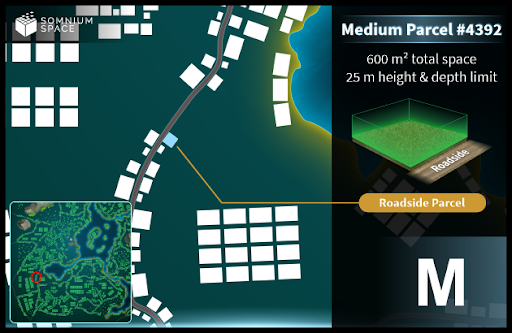 SOMNIUM
SPACE
Medium Parcel #4392
600 m² total space
25 m height & depth limit
Roadside
Roadside Parcel
M